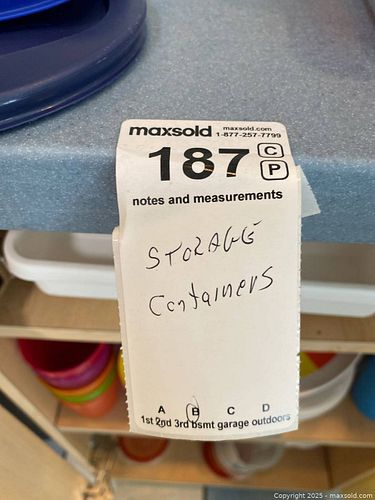 maxsold maxsold.com
1-877-257-7799
187 C
P
notes and measurements
STORAGE
Containers
A B C D
1st 2nd 3rd bsmt garage outdoors
Copyright 2025 - maxsold.com